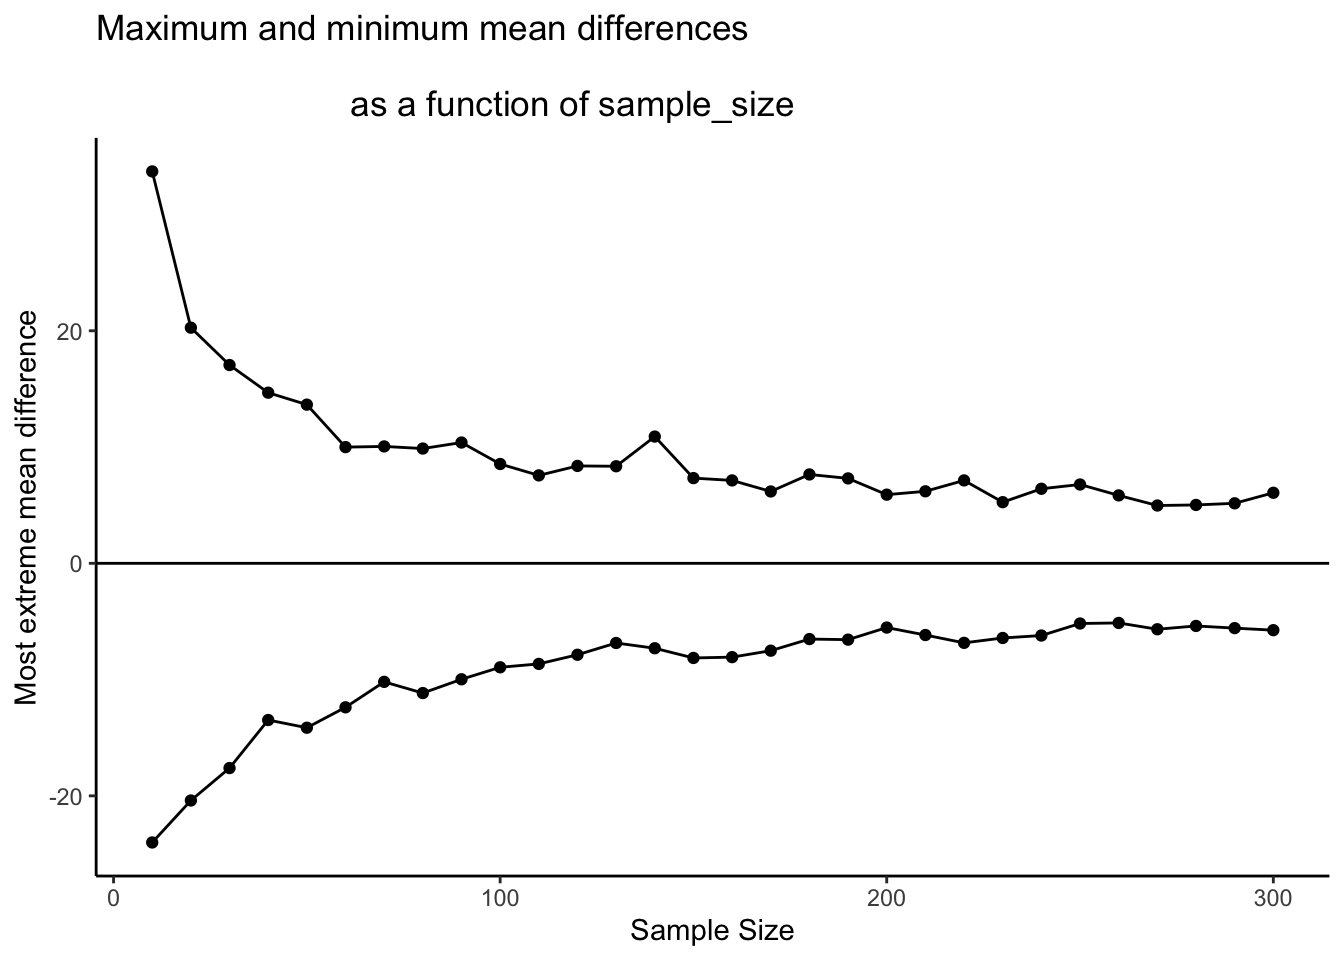 Maximum and minimum mean differences
as a function of sample_size
Most extreme mean difference
20
0
-20
0
100
200
300
Sample Size